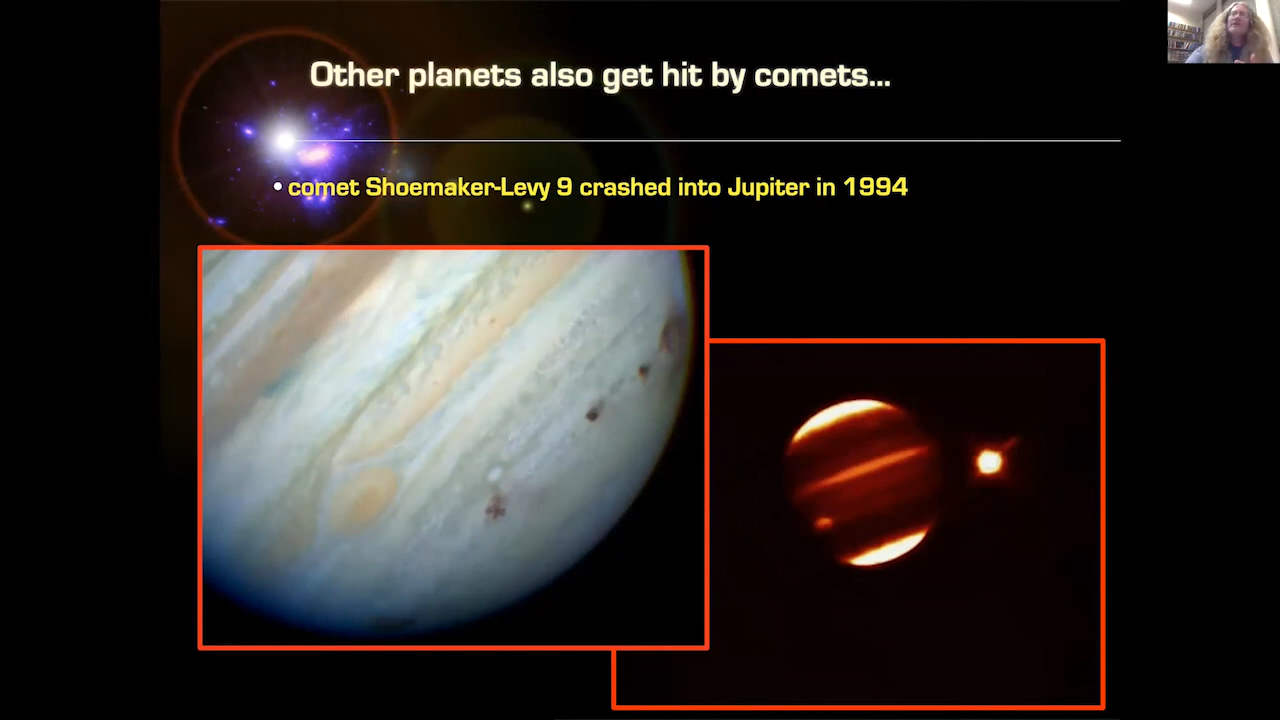 Other planets also get hit by comets...
• comet Shoemaker-Levy 9 crashed into Jupiter in 1994